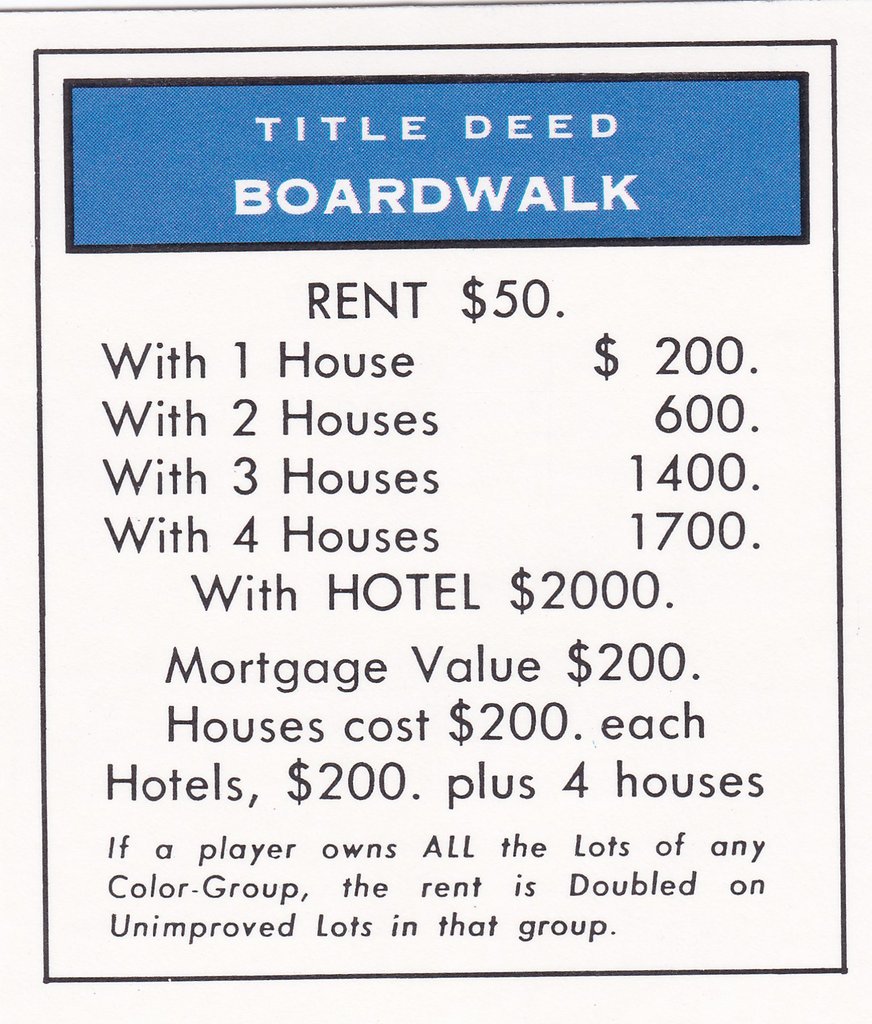 TITLE DEED
BOARDWALK
RENT $50.
With 1 House $ 200.
With 2 Houses 600.
With 3 Houses 1400.
With 4 Houses 1700.
With HOTEL $2000.
Mortgage Value $200.
Houses cost $200. each
Hotels, $200. plus 4 houses
If a player owns ALL the Lots of any
Color-Group, the rent is Doubled on
Unimproved Lots in that group.